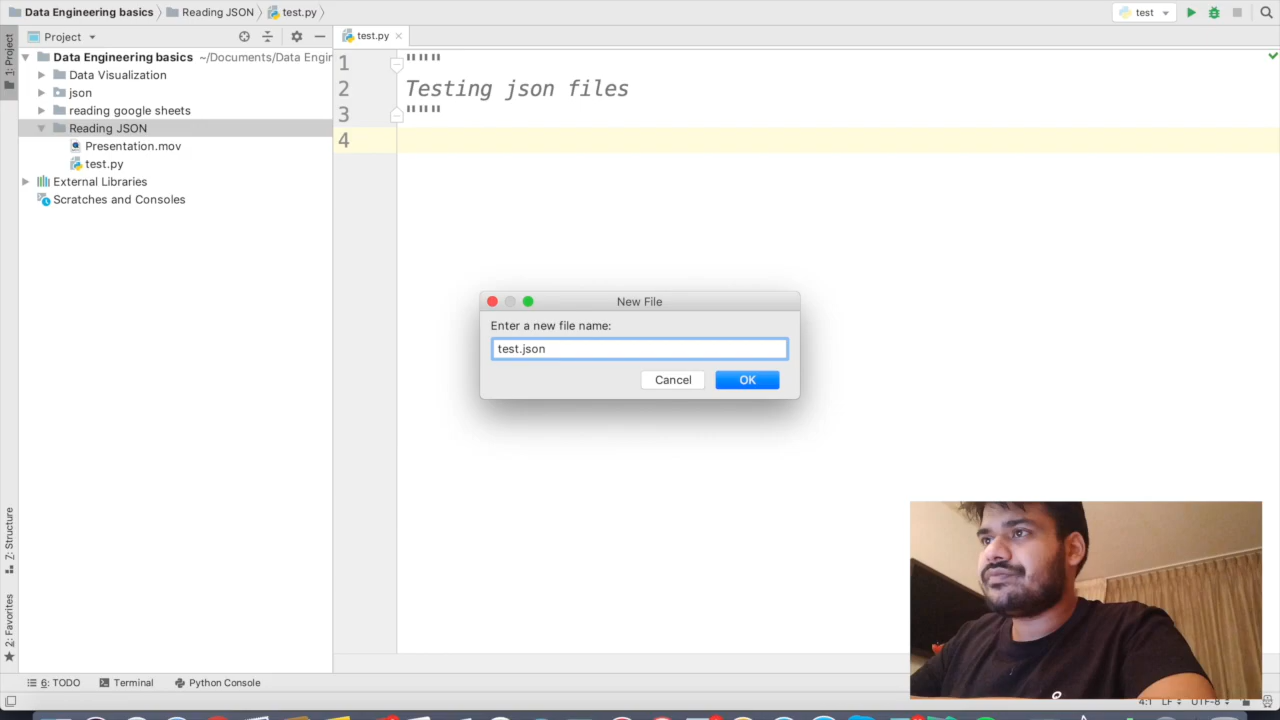 Data Engineering basics Reading JSON test.py test
1: Project
Project
test.py
Data Engineering basics ~/Documents/Data Engir
Data Visualization
json
reading google sheets
Reading JSON
Presentation.mov
test.py
External Libraries
Scratches and Consoles
1 """
2 Testing json files
3 """
4
New File
Enter a new file name:
test.json
Cancel OK
7: Structure
2: Favorites
6: TODO Terminal Python Console
4:1 LF UTF-8